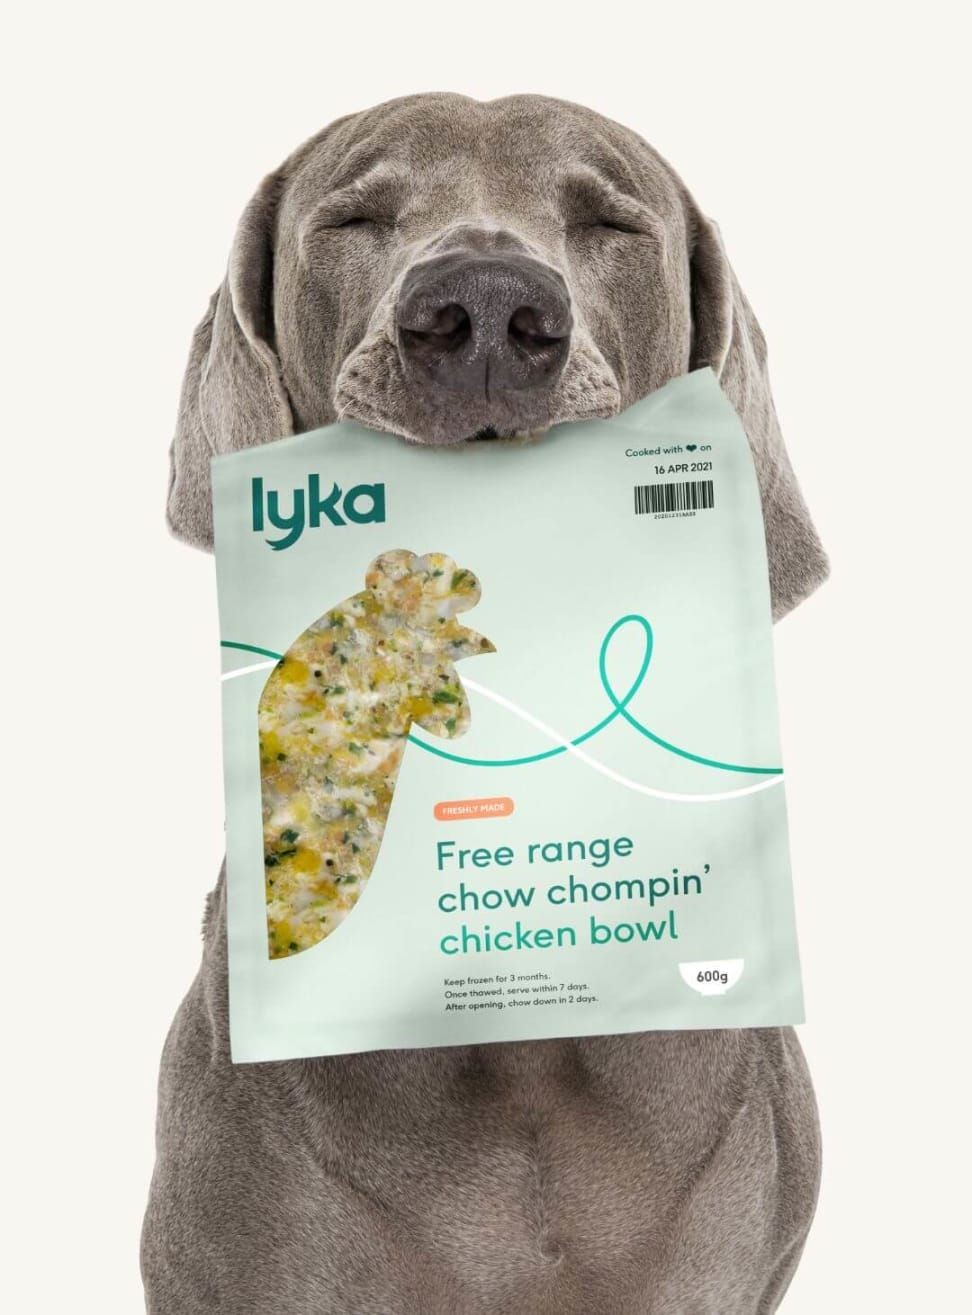 lyka
Cooked with ❤ on
16 APR 2021
FRESHLY MADE
Free range
chow chompin’
chicken bowl
Keep frozen for 3 months.
Once thawed, serve within 7 days.
After opening, chow down in 2 days.
600g